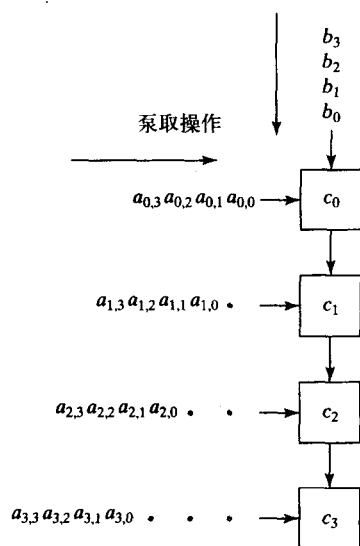 b₃
b₂
b₁
b₀
泵取操作
a₀,₃ a₀,₂ a₀,₁ a₀,₀ c₀
a₁,₃ a₁,₂ a₁,₁ a₁,₀ • c₁
a₂,₃ a₂,₂ a₂,₁ a₂,₀ • • c₂
a₃,₃ a₃,₂ a₃,₁ a₃,₀ • • • c₃